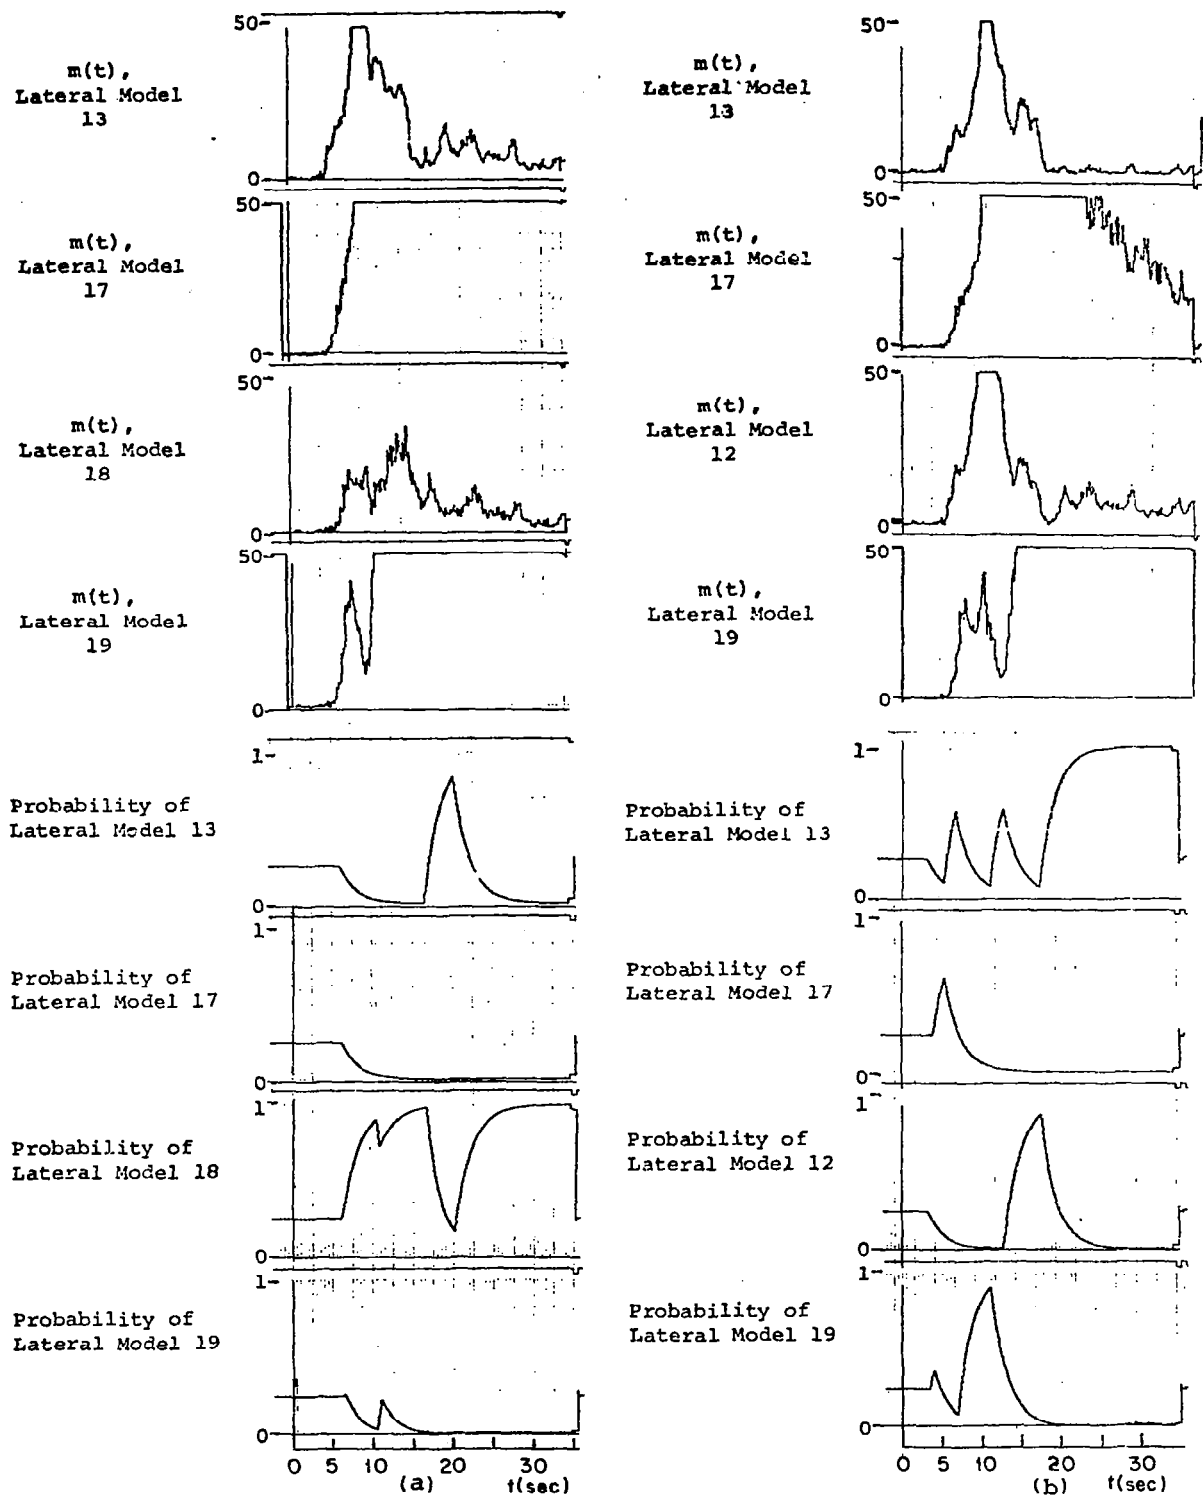 50-
m(t),
Lateral Model
13
0-
50-
m(t),
Lateral Model
17
0-
50-
m(t),
Lateral Model
18
0-
50-
m(t),
Lateral Model
19
0-
1-
Probability of
Lateral Model 13
0-
1-
Probability of
Lateral Model 17
0-
1-
Probability of
Lateral Model 18
0-
1-
Probability of
Lateral Model 19
0-
0 5 10 20 30
(a) t(sec)
50-
m(t),
Lateral Model
13
0-
50-
m(t),
Lateral Model
17
0-
50-
m(t),
Lateral Model
12
0-
50-
m(t),
Lateral Model
19
0-
1-
Probability of
Lateral Model 13
0-
1-
Probability of
Lateral Model 17
0-
1-
Probability of
Lateral Model 12
0-
1-
Probability of
Lateral Model 19
0-
0 5 10 20 30
(b) t(sec)